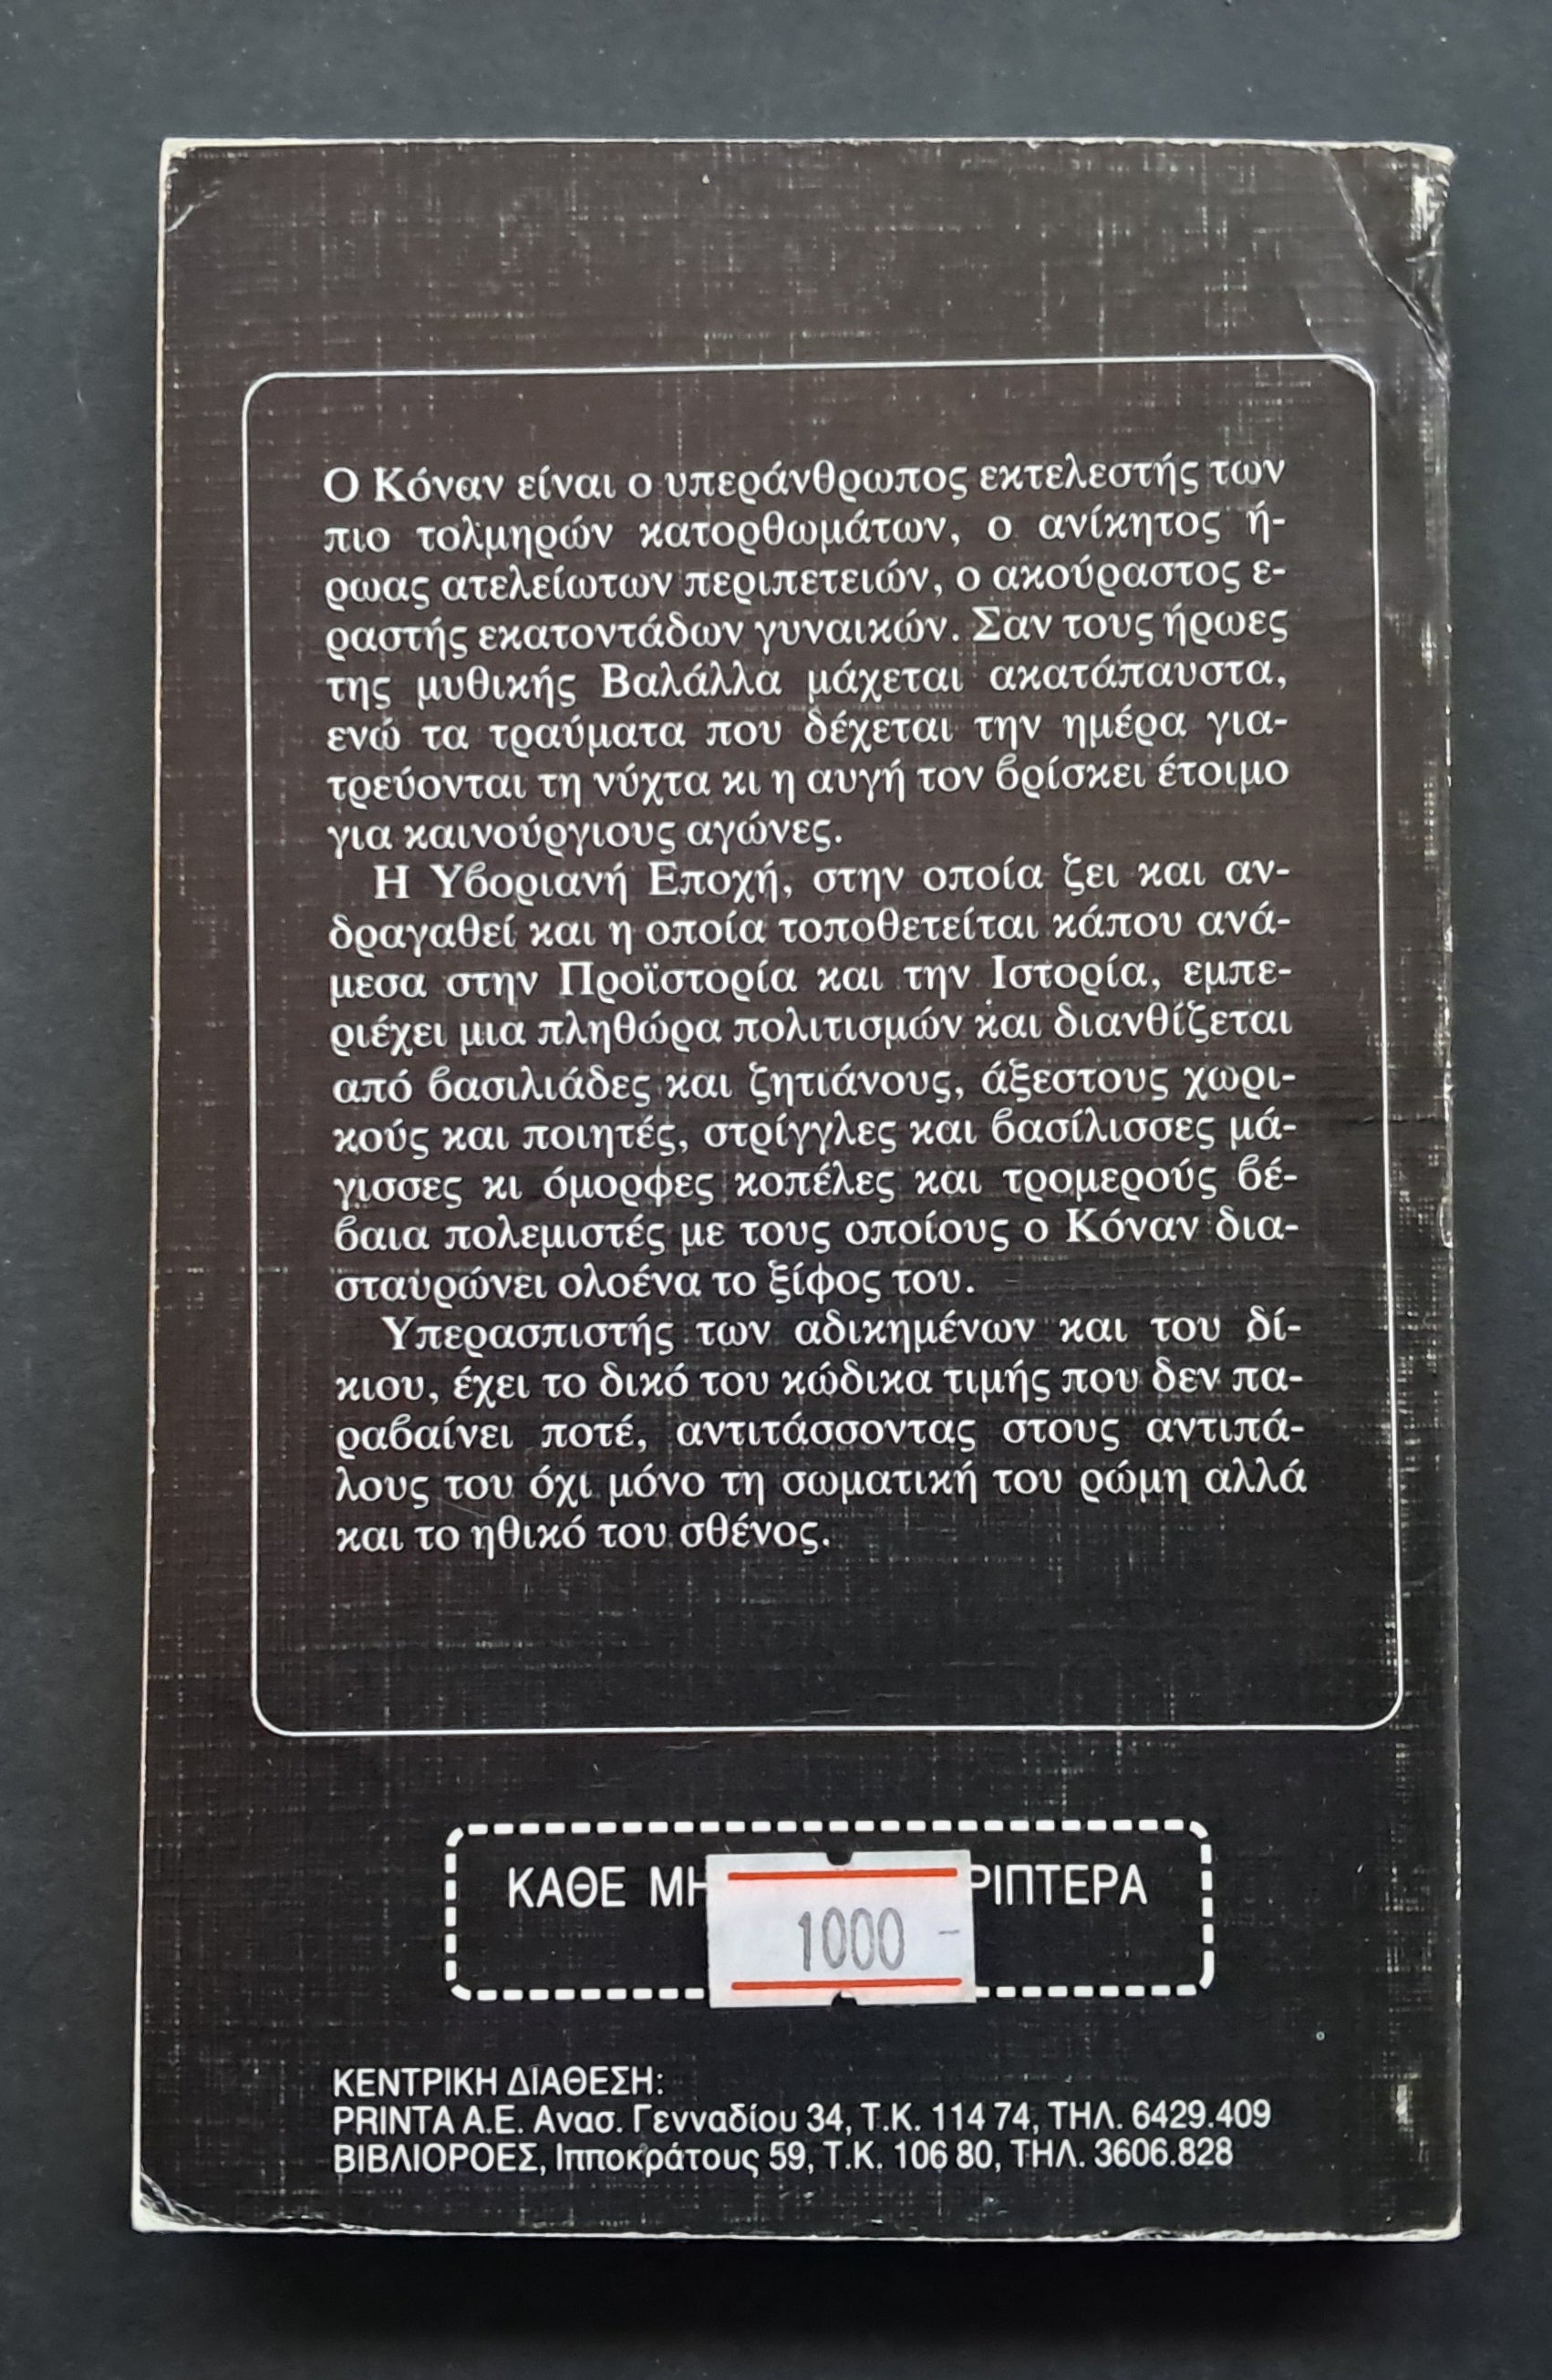 Ο Κόναν είναι ο υπεράνθρωπος εκτελεστής των
πιο τολμηρών κατορθωμάτων, ο ανίκητος ή-
ρωας ατελείωτων περιπετειών, ο ακούραστος ε-
ραστής εκατοντάδων γυναικών. Σαν τους ήρωες
της μυθικής Βαλάλλα μάχεται ακατάπαυστα,
ενώ τα τραύματα που δέχεται την ημέρα για-
τρεύονται τη νύχτα κι η αυγή τον βρίσκει έτοιμο
για καινούργιους αγώνες.
Η Υβοριανή Εποχή, στην οποία ζει και αν-
δραγαθεί και η οποία τοποθετείται κάπου ανά-
μεσα στην Προϊστορία και την Ιστορία, εμπε-
ριέχει μια πληθώρα πολιτισμών και διανθίζεται
από βασιλιάδες και ζητιάνους, άξεστους χωρι-
κούς και ποιητές, στρίγγλες και βασίλισσες μά-
γισσες κι όμορφες κοπέλες και τρομερούς βέ-
βαια πολεμιστές με τους οποίους ο Κόναν δια-
σταυρώνει ολοένα το ξίφος του.
Υπερασπιστής των αδικημένων και του δί-
κιου, έχει το δικό του κώδικα τιμής που δεν πα-
ραβαίνει ποτέ, αντιτάσσοντας στους αντιπά-
λους του όχι μόνο τη σωματική του ρώμη αλλά
και το ηθικό του σθένος.
ΚΑΘΕ ΜΗ ΡΙΠΤΕΡΑ
1000 -
ΚΕΝΤΡΙΚΗ ΔΙΑΘΕΣΗ:
PRINTA A.E. Ανασ. Γενναδίου 34, Τ.Κ. 114 74, ΤΗΛ. 6429.409
ΒΙΒΛΙΟΡΟΕΣ, Ιπποκράτους 59, Τ.Κ. 106 80, ΤΗΛ. 3606.828